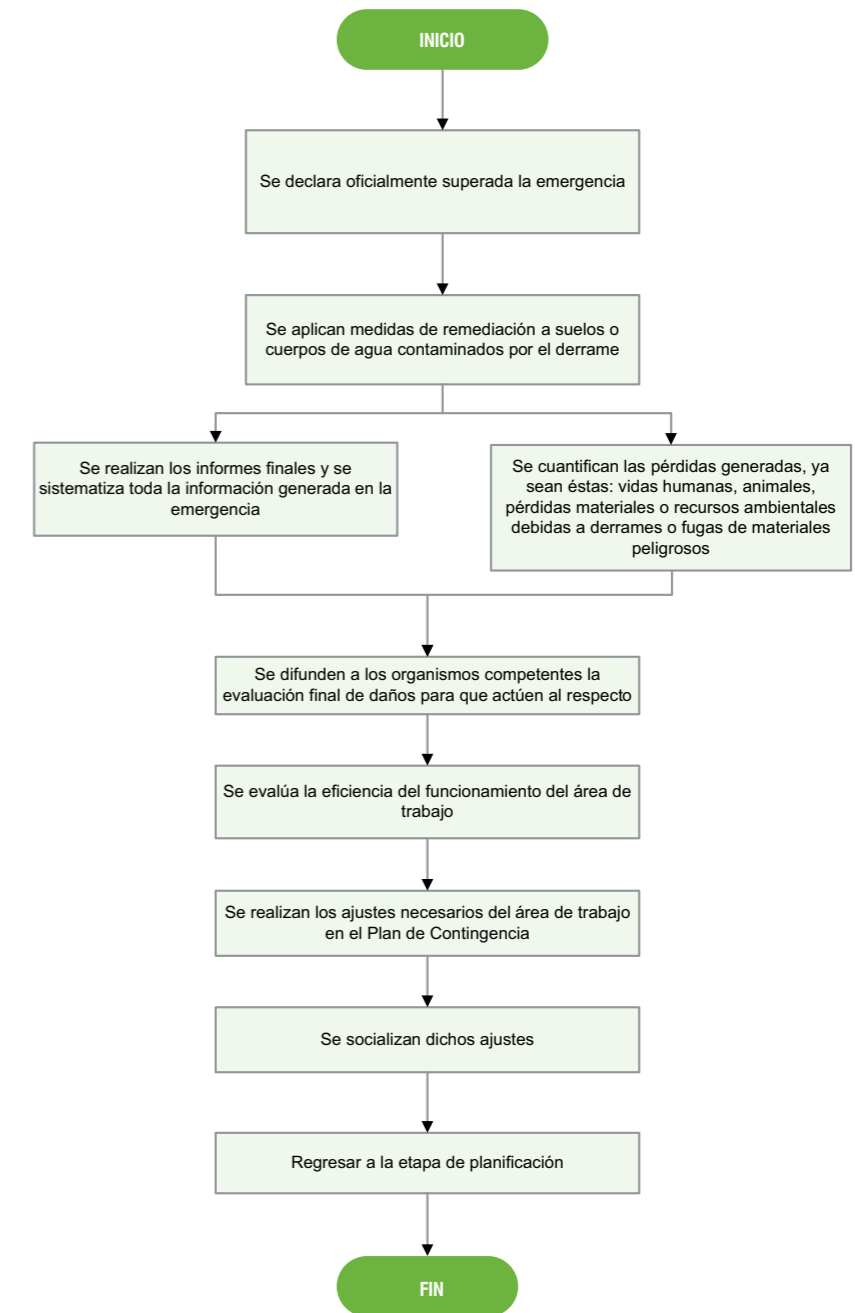 INICIO
Se declara oficialmente superada la emergencia
Se aplican medidas de remediación a suelos o
cuerpos de agua contaminados por el derrame
Se realizan los informes finales y se
sistematiza toda la información generada en la
emergencia
Se cuantifican las pérdidas generadas, ya
sean éstas: vidas humanas, animales,
pérdidas materiales o recursos ambientales
debidas a derrames o fugas de materiales
peligrosos
Se difunden a los organismos competentes la
evaluación final de daños para que actúen al respecto
Se evalúa la eficiencia del funcionamiento del área de
trabajo
Se realizan los ajustes necesarios del área de trabajo
en el Plan de Contingencia
Se socializan dichos ajustes
Regresar a la etapa de planificación
FIN